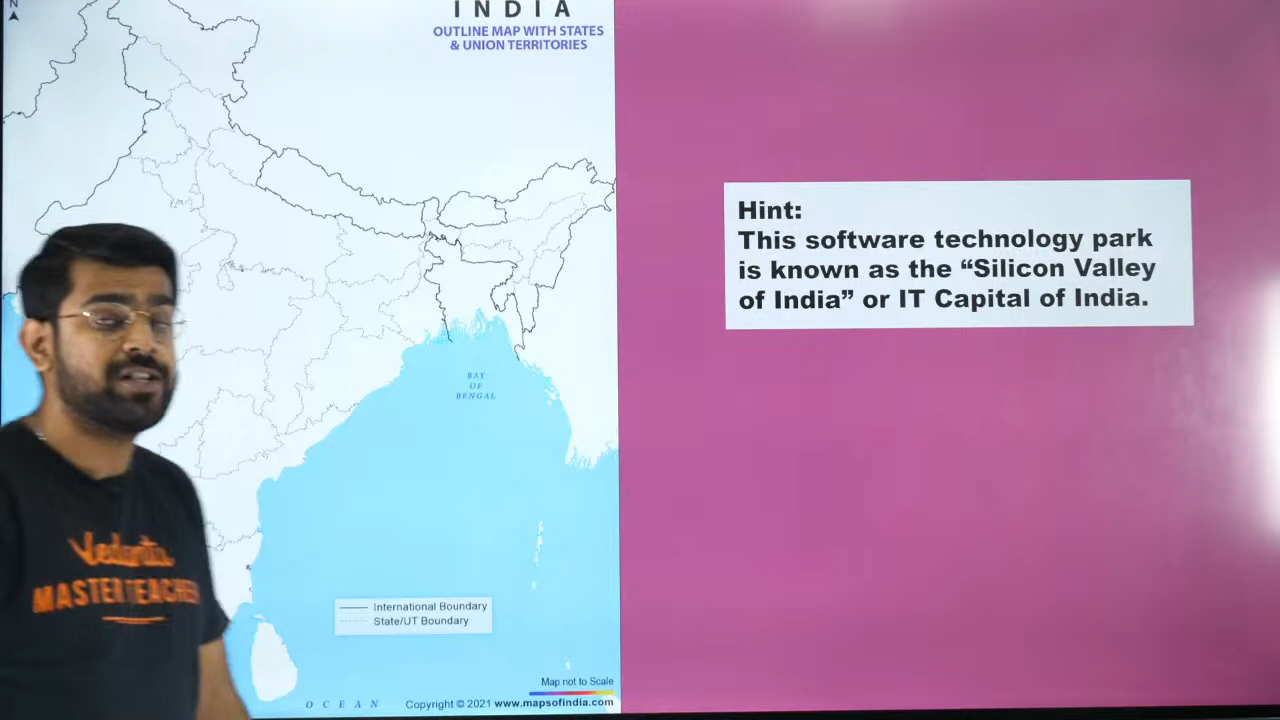 N
INDIA
OUTLINE MAP WITH STATES
& UNION TERRITORIES
Hint:
This software technology park
is known as the “Silicon Valley
of India” or IT Capital of India.
BAY
OF
BENGAL
Vedantu
MASTER TEACHER
International Boundary
State/UT Boundary
Map not to Scale
OCEAN
Copyright © 2021 www.mapsofindia.com